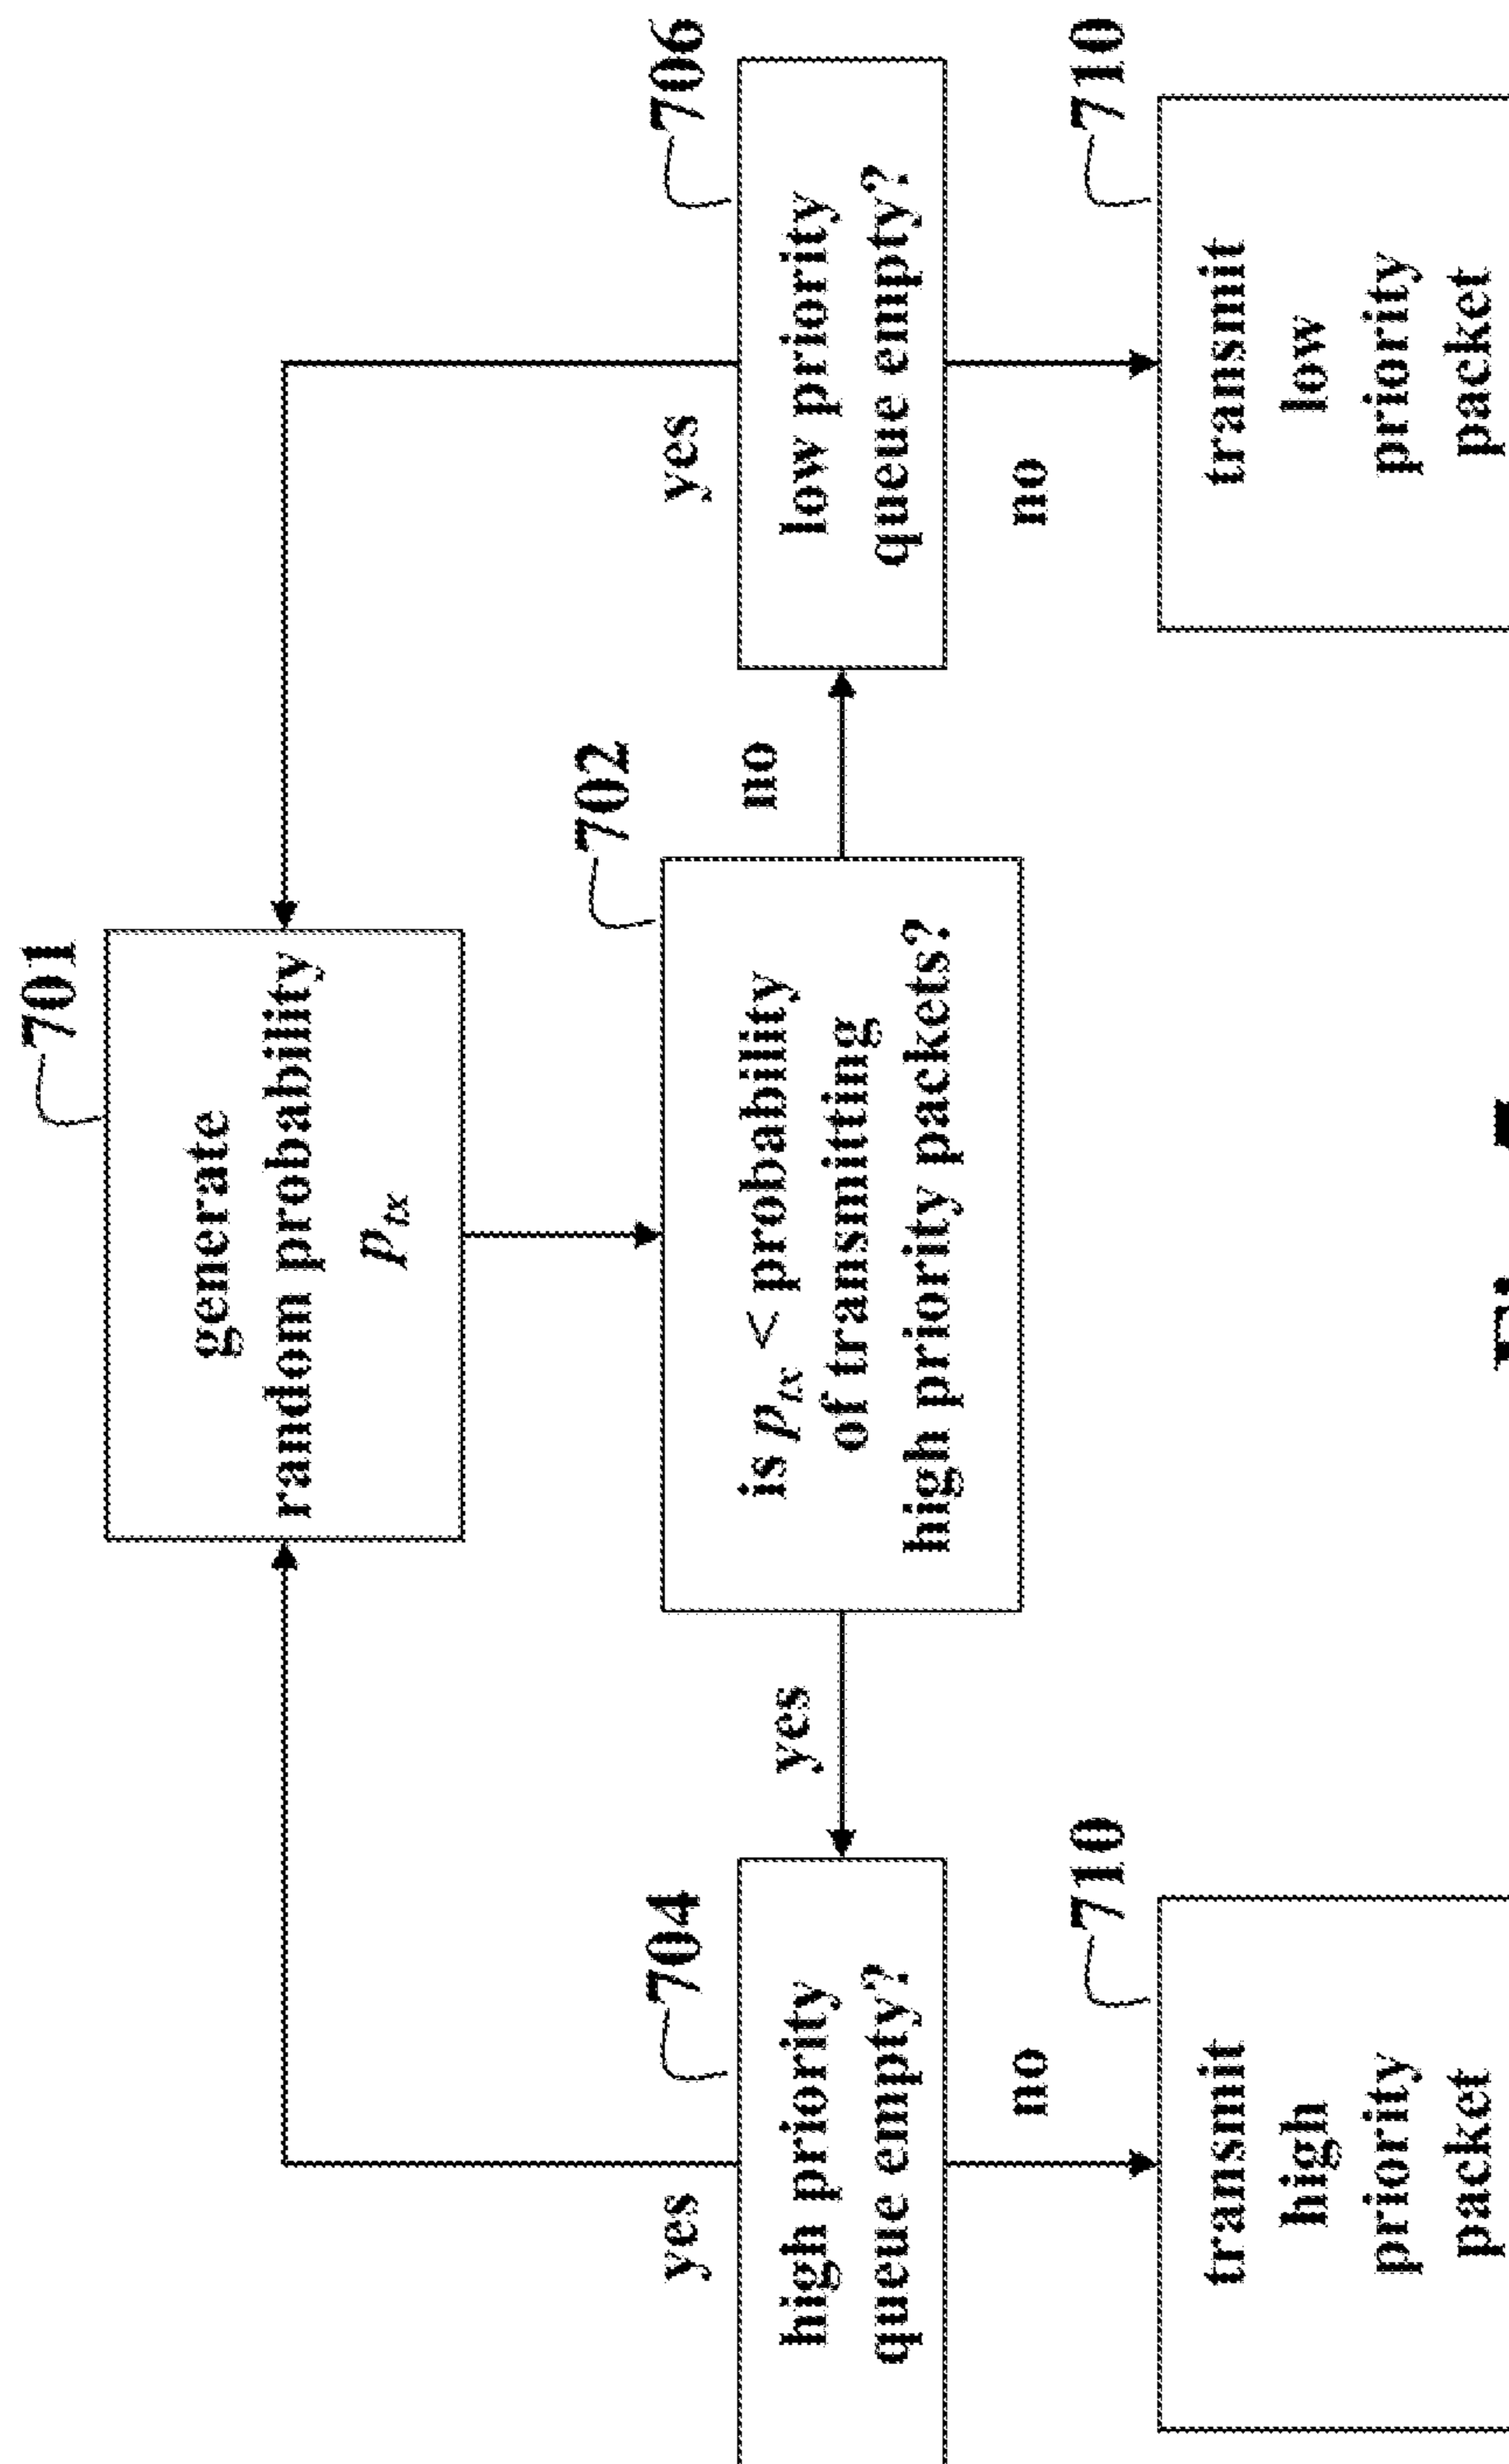 701
generate
random probability
p_tx
702
is p_tx < probability
of transmitting
high priority packets?
yes
no
704
high priority
queue empty?
yes
no
706
low priority
queue empty?
yes
no
710
transmit
high
priority
packet
710
transmit
low
priority
packet